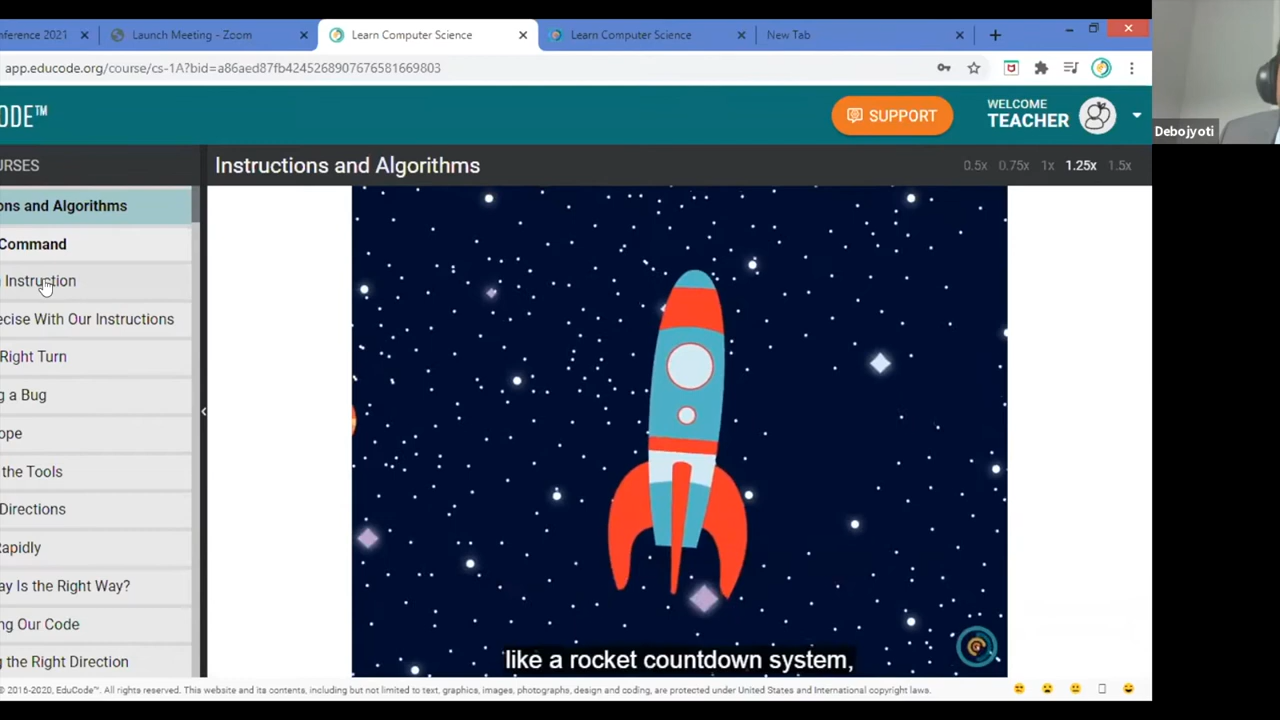 nference 2021
Launch Meeting - Zoom
Learn Computer Science
Learn Computer Science
New Tab
app.educode.org/course/cs-1A?bid=a86aed87fb4245268907676581669803
ODE™
SUPPORT
WELCOME
TEACHER
Debojyoti
URSES
Instructions and Algorithms
0.5x 0.75x 1x 1.25x 1.5x
ons and Algorithms
Command
Instruction
ecise With Our Instructions
Right Turn
g a Bug
ope
the Tools
Directions
Rapidly
ay Is the Right Way?
ng Our Code
g the Right Direction
like a rocket countdown system,
© 2016-2020, EduCode™. All rights reserved. This website and its contents, including but not limited to text, graphics, images, photographs, design and coding, are protected under United States and International copyright laws.